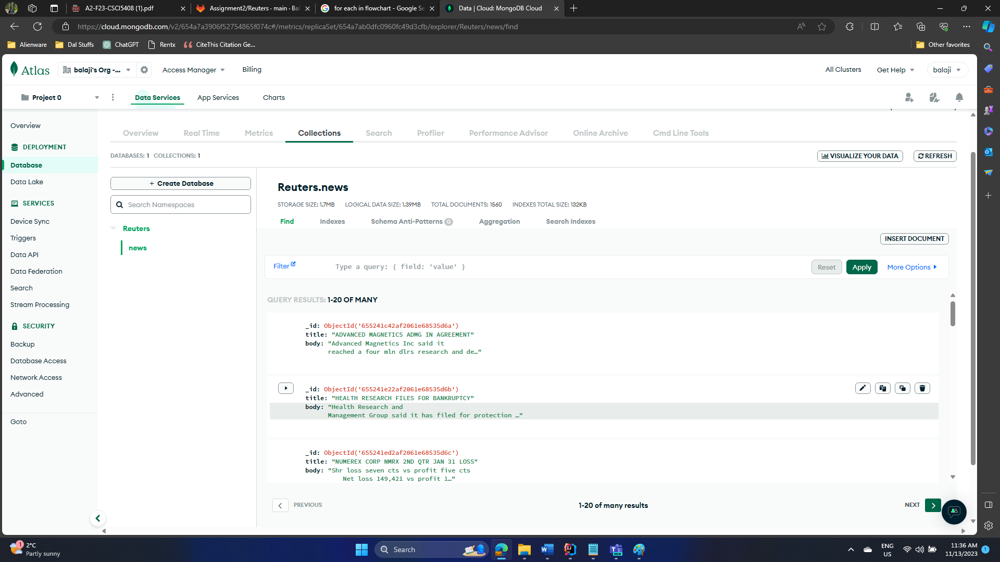 A2-F23-CSCI5408 (1).pdf
Assignment2/Reuters · main · Bal
for each in flowchart - Google Se
Data | Cloud: MongoDB Cloud
https://cloud.mongodb.com/v2/654a7a3906f52754865f074c#/metrics/replicaSet/654a7ab0dfc0960fc49d3cfb/explorer/Reuters/news/find
Alienware
Dal Stuffs
ChatGPT
Rentx
CiteThis Citation Ge...
Other favorites
Atlas
balaji's Org -...
Access Manager
Billing
All Clusters
Get Help
balaji
Project 0
Data Services
App Services
Charts
Overview
DEPLOYMENT
Database
Data Lake
SERVICES
Device Sync
Triggers
Data API
Data Federation
Search
Stream Processing
SECURITY
Backup
Database Access
Network Access
Advanced
Goto
Overview
Real Time
Metrics
Collections
Search
Profiler
Performance Advisor
Online Archive
Cmd Line Tools
DATABASES: 1 COLLECTIONS: 1
VISUALIZE YOUR DATA
REFRESH
+ Create Database
Search Namespaces
Reuters
news
Reuters.news
STORAGE SIZE: 1.7MB LOGICAL DATA SIZE: 1.39MB TOTAL DOCUMENTS: 1560 INDEXES TOTAL SIZE: 132KB
Find
Indexes
Schema Anti-Patterns 0
Aggregation
Search Indexes
INSERT DOCUMENT
Filter
Type a query: { field: 'value' }
Reset
Apply
More Options
QUERY RESULTS: 1-20 OF MANY
_id: ObjectId('655241c42af2061e68535d6a')
title: "ADVANCED MAGNETICS ADMG IN AGREEMENT"
body: "Advanced Magnetics Inc said it
reached a four mln dlrs research and de…"
_id: ObjectId('655241e22af2061e68535d6b')
title: "HEALTH RESEARCH FILES FOR BANKRUPTCY"
body: "Health Research and
Management Group said it has filed for protection …"
_id: ObjectId('655241ed2af2061e68535d6c')
title: "NUMEREX CORP NMRX 2ND QTR JAN 31 LOSS"
body: "Shr loss seven cts vs profit five cts
Net loss 149,421 vs profit 1…"
PREVIOUS
1-20 of many results
NEXT
1
2°C
Partly sunny
Search
NEW
ENG
US
11:36 AM
11/13/2023
1